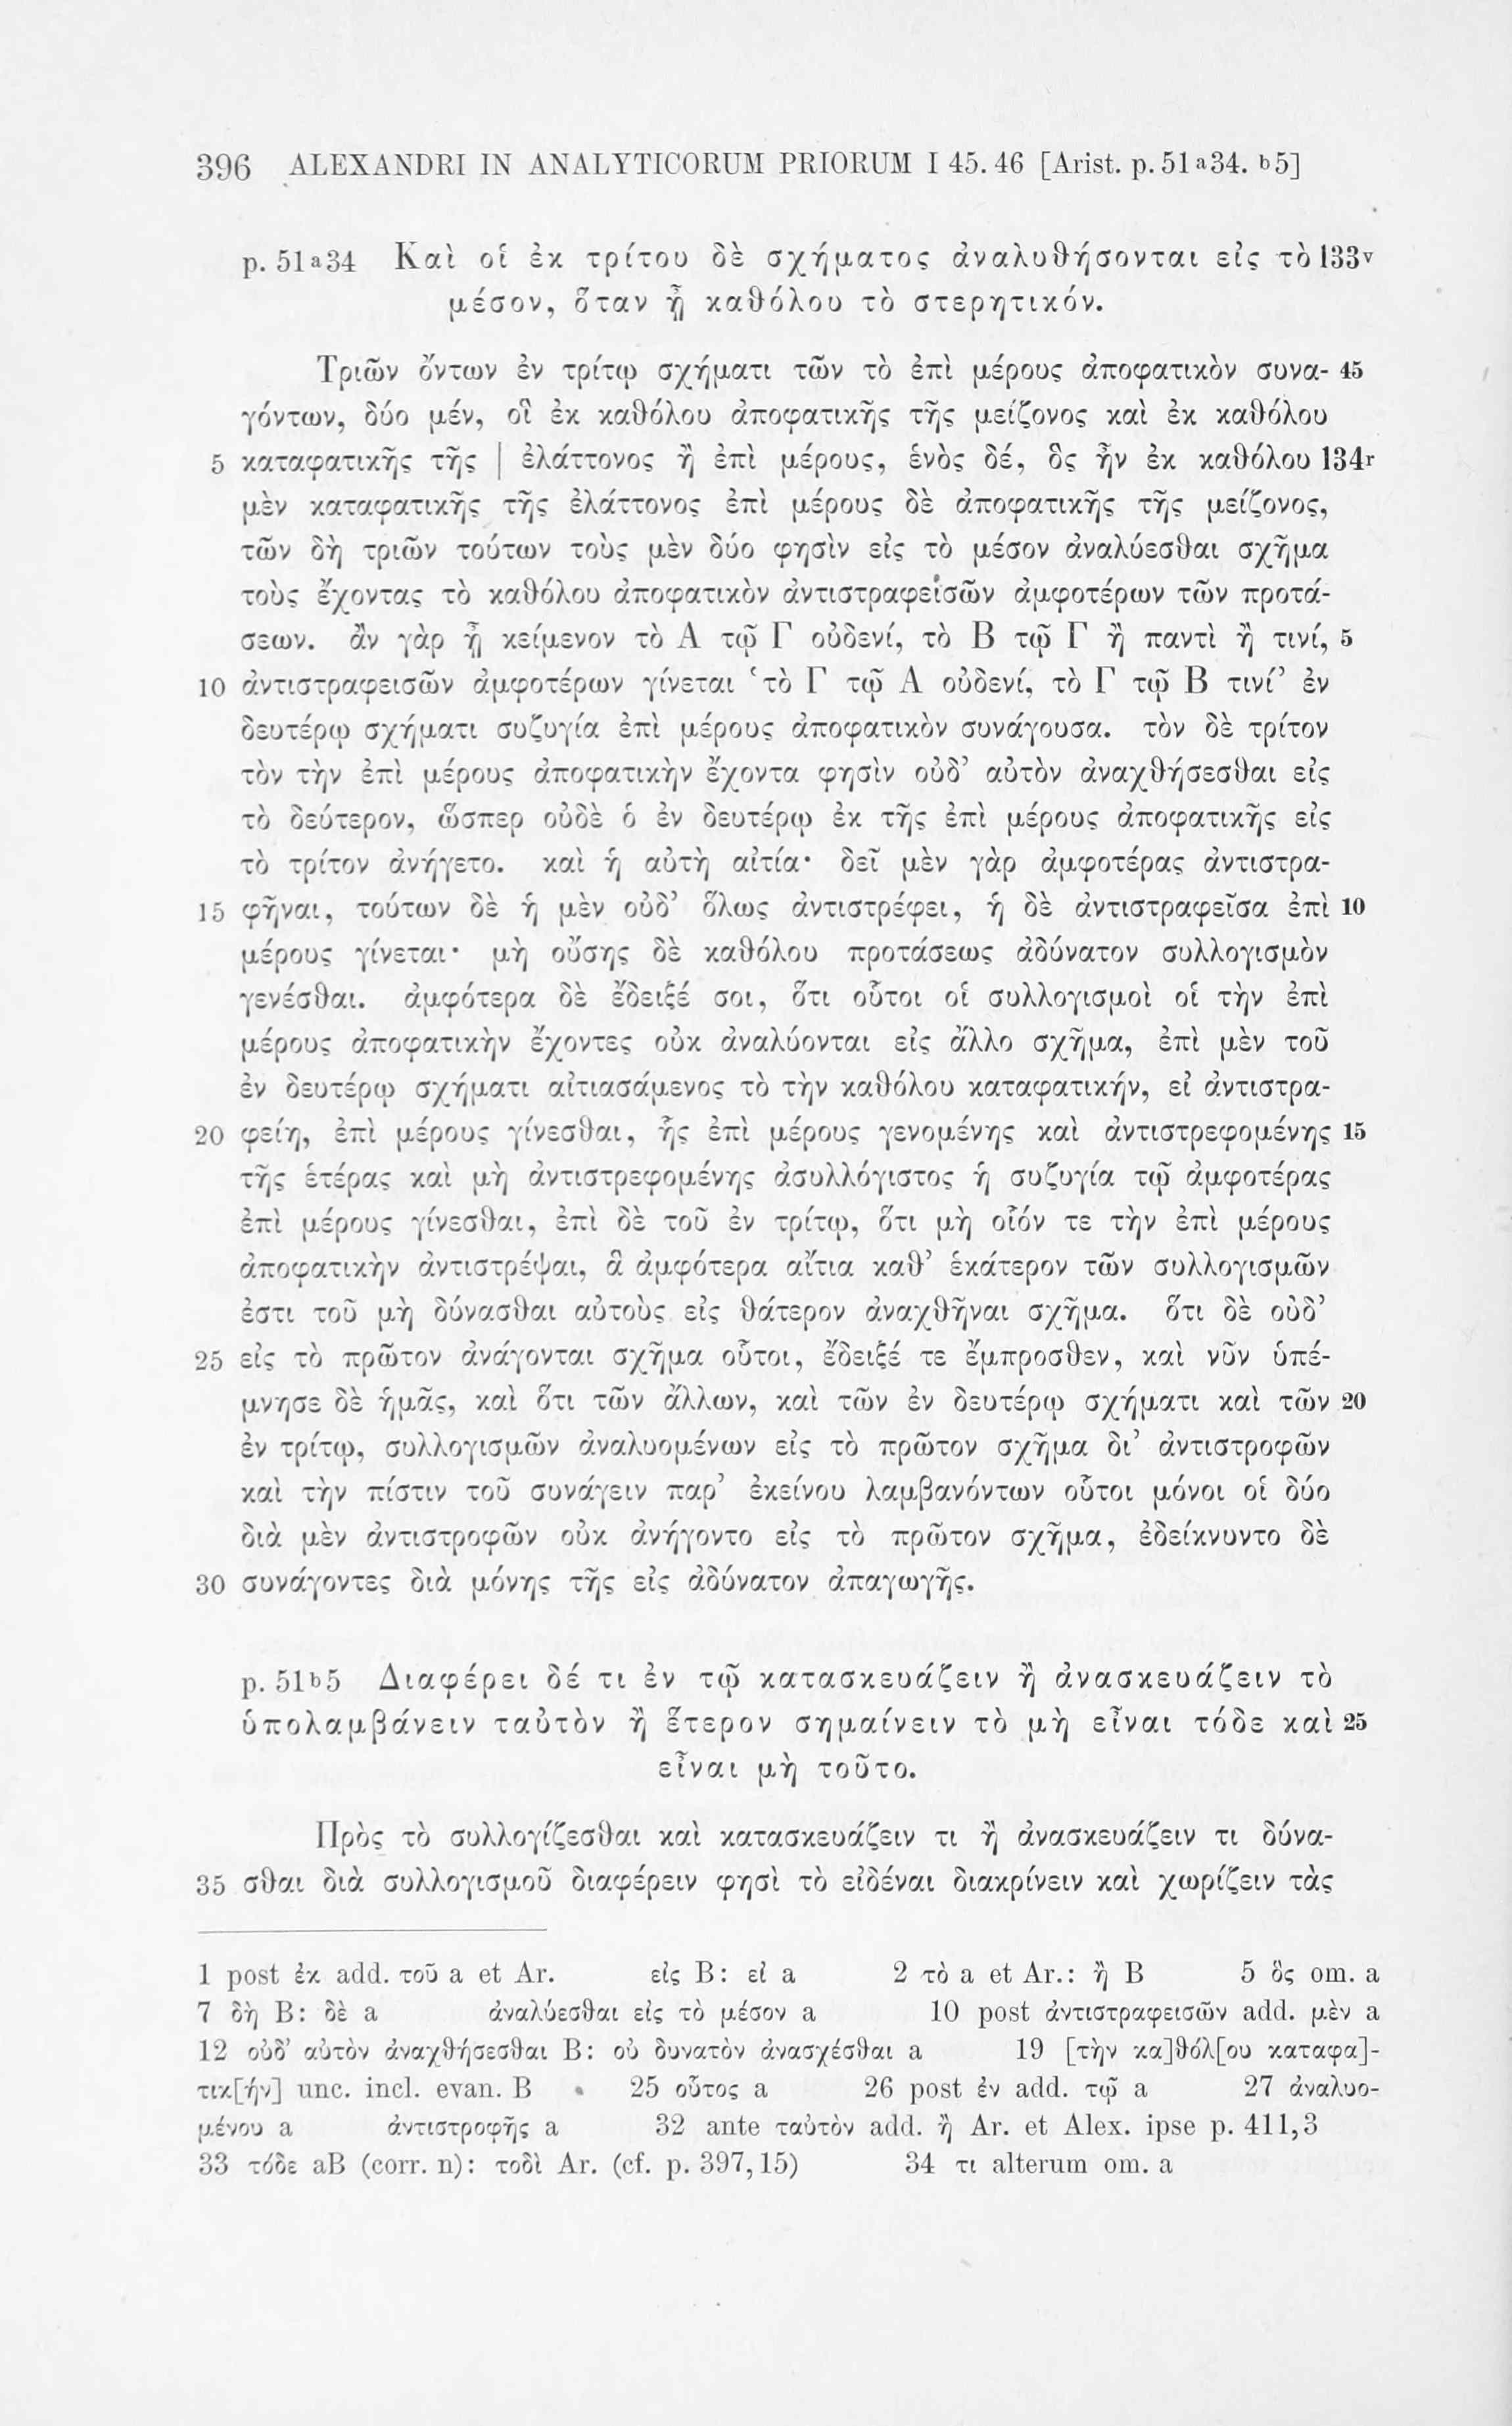 396 ALEXANDRI IN ANALYTICORUM PRIORUM I 45. 46 [Arist. p. 51 a 34. b 5]
p. 51 a 34 Καὶ οἱ ἐκ τρίτου δὲ σχήματος ἀναλυθήσονται εἰς τὸ 133v
μέσον, ὅταν ᾖ καθόλου τὸ στερητικόν.
Τριῶν ὄντων ἐν τρίτῳ σχήματι τῶν τὸ ἐπὶ μέρους ἀποφατικὸν συνα- 45
γόντων, δύο μέν, οἳ ἐκ καθόλου ἀποφατικῆς τῆς μείζονος καὶ ἐκ καθόλου
5 καταφατικῆς τῆς | ἐλάττονος ἢ ἐπὶ μέρους, ἑνὸς δέ, ὃς ἦν ἐκ καθόλου 134r
μὲν καταφατικῆς τῆς ἐλάττονος ἐπὶ μέρους δὲ ἀποφατικῆς τῆς μείζονος,
τῶν δὴ τριῶν τούτων τοὺς μὲν δύο φησὶν εἰς τὸ μέσον ἀναλύεσθαι σχῆμα
τοὺς ἔχοντας τὸ καθόλου ἀποφατικὸν ἀντιστραφεισῶν ἀμφοτέρων τῶν προτά-
σεων. ἂν γὰρ ᾖ κείμενον τὸ Α τῷ Γ οὐδενί, τὸ Β τῷ Γ ἢ παντὶ ἢ τινί, 5
10 ἀντιστραφεισῶν ἀμφοτέρων γίνεται ‘τὸ Γ τῷ Α οὐδενί, τὸ Γ τῷ Β τινί’ ἐν
δευτέρῳ σχήματι συζυγία ἐπὶ μέρους ἀποφατικὸν συνάγουσα. τὸν δὲ τρίτον
τὸν τὴν ἐπὶ μέρους ἀποφατικὴν ἔχοντα φησὶν οὐδ’ αὐτὸν ἀναχθήσεσθαι εἰς
τὸ δεύτερον, ὥσπερ οὐδὲ ὁ ἐν δευτέρῳ ἐκ τῆς ἐπὶ μέρους ἀποφατικῆς εἰς
τὸ τρίτον ἀνήγετο. καὶ ἡ αὐτὴ αἰτία· δεῖ μὲν γὰρ ἀμφοτέρας ἀντιστρα-
15 φῆναι, τούτων δὲ ἡ μὲν οὐδ’ ὅλως ἀντιστρέφει, ἡ δὲ ἀντιστραφεῖσα ἐπὶ 10
μέρους γίνεται· μὴ οὔσης δὲ καθόλου προτάσεως ἀδύνατον συλλογισμὸν
γενέσθαι. ἀμφότερα δὲ ἔδειξέ σοι, ὅτι οὗτοι οἱ συλλογισμοὶ οἱ τὴν ἐπὶ
μέρους ἀποφατικὴν ἔχοντες οὐκ ἀναλύονται εἰς ἄλλο σχῆμα, ἐπὶ μὲν τοῦ
ἐν δευτέρῳ σχήματι αἰτιασάμενος τὸ τὴν καθόλου καταφατικήν, εἰ ἀντιστρα-
20 φείη, ἐπὶ μέρους γίνεσθαι, ἧς ἐπὶ μέρους γενομένης καὶ ἀντιστρεφομένης 15
τῆς ἑτέρας καὶ μὴ ἀντιστρεφομένης ἀσυλλόγιστος ἡ συζυγία τῷ ἀμφοτέρας
ἐπὶ μέρους γίνεσθαι, ἐπὶ δὲ τοῦ ἐν τρίτῳ, ὅτι μὴ οἷόν τε τὴν ἐπὶ μέρους
ἀποφατικὴν ἀντιστρέψαι, ἃ ἀμφότερα αἴτια καθ’ ἑκάτερον τῶν συλλογισμῶν
ἐστι τοῦ μὴ δύνασθαι αὐτοὺς εἰς θάτερον ἀναχθῆναι σχῆμα. ὅτι δὲ οὐδ’
25 εἰς τὸ πρῶτον ἀνάγονται σχῆμα οὗτοι, ἔδειξέ τε ἔμπροσθεν, καὶ νῦν ὑπέ-
μνησε δὲ ἡμᾶς, καὶ ὅτι τῶν ἄλλων, καὶ τῶν ἐν δευτέρῳ σχήματι καὶ τῶν 20
ἐν τρίτῳ, συλλογισμῶν ἀναλυομένων εἰς τὸ πρῶτον σχῆμα δι’ ἀντιστροφῶν
καὶ τὴν πίστιν τοῦ συνάγειν παρ’ ἐκείνου λαμβανόντων οὗτοι μόνοι οἱ δύο
διὰ μὲν ἀντιστροφῶν οὐκ ἀνήγοντο εἰς τὸ πρῶτον σχῆμα, ἐδείκνυντο δὲ
30 συνάγοντες διὰ μόνης τῆς εἰς ἀδύνατον ἀπαγωγῆς.
p. 51 b 5 Διαφέρει δέ τι ἐν τῷ κατασκευάζειν ἢ ἀνασκευάζειν τὸ
ὑπολαμβάνειν ταὐτὸν ἢ ἕτερον σημαίνειν τὸ μὴ εἶναι τόδε καὶ 25
εἶναι μὴ τοῦτο.
Πρὸς τὸ συλλογίζεσθαι καὶ κατασκευάζειν τι ἢ ἀνασκευάζειν τι δύνα-
35 σθαι διὰ συλλογισμοῦ διαφέρειν φησὶ τὸ εἰδέναι διακρίνειν καὶ χωρίζειν τὰς
1 post ἐκ add. τοῦ a et Ar. εἰς B: εἰ a 2 τὸ a et Ar.: ἢ B 5 ὃς om. a
7 δὴ B: δὲ a ἀναλύεσθαι εἰς τὸ μέσον a 10 post ἀντιστραφεισῶν add. μὲν a
12 οὐδ’ αὐτὸν ἀναχθήσεσθαι B: οὐ δυνατὸν ἀνασχέσθαι a 19 [τὴν κα]θόλ[ου καταφα]-
τικ[ήν] unc. incl. evan. B 25 οὗτος a 26 post ἐν add. τῷ a 27 ἀναλυο-
μένου a ἀντιστροφῆς a 32 ante ταὐτὸν add. ἢ Ar. et Alex. ipse p. 411,3
33 τόδε aB (corr. n): τοδὶ Ar. (cf. p. 397,15) 34 τι alterum om. a